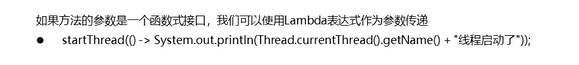 如果方法的参数是一个函数式接口，我们可以使用Lambda表达式作为参数传递
● startThread(() -> System.out.println(Thread.currentThread().getName() + "线程启动了"));